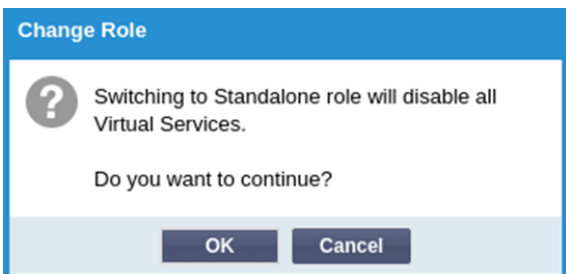 Change Role
Switching to Standalone role will disable all
Virtual Services.
Do you want to continue?
OK
Cancel